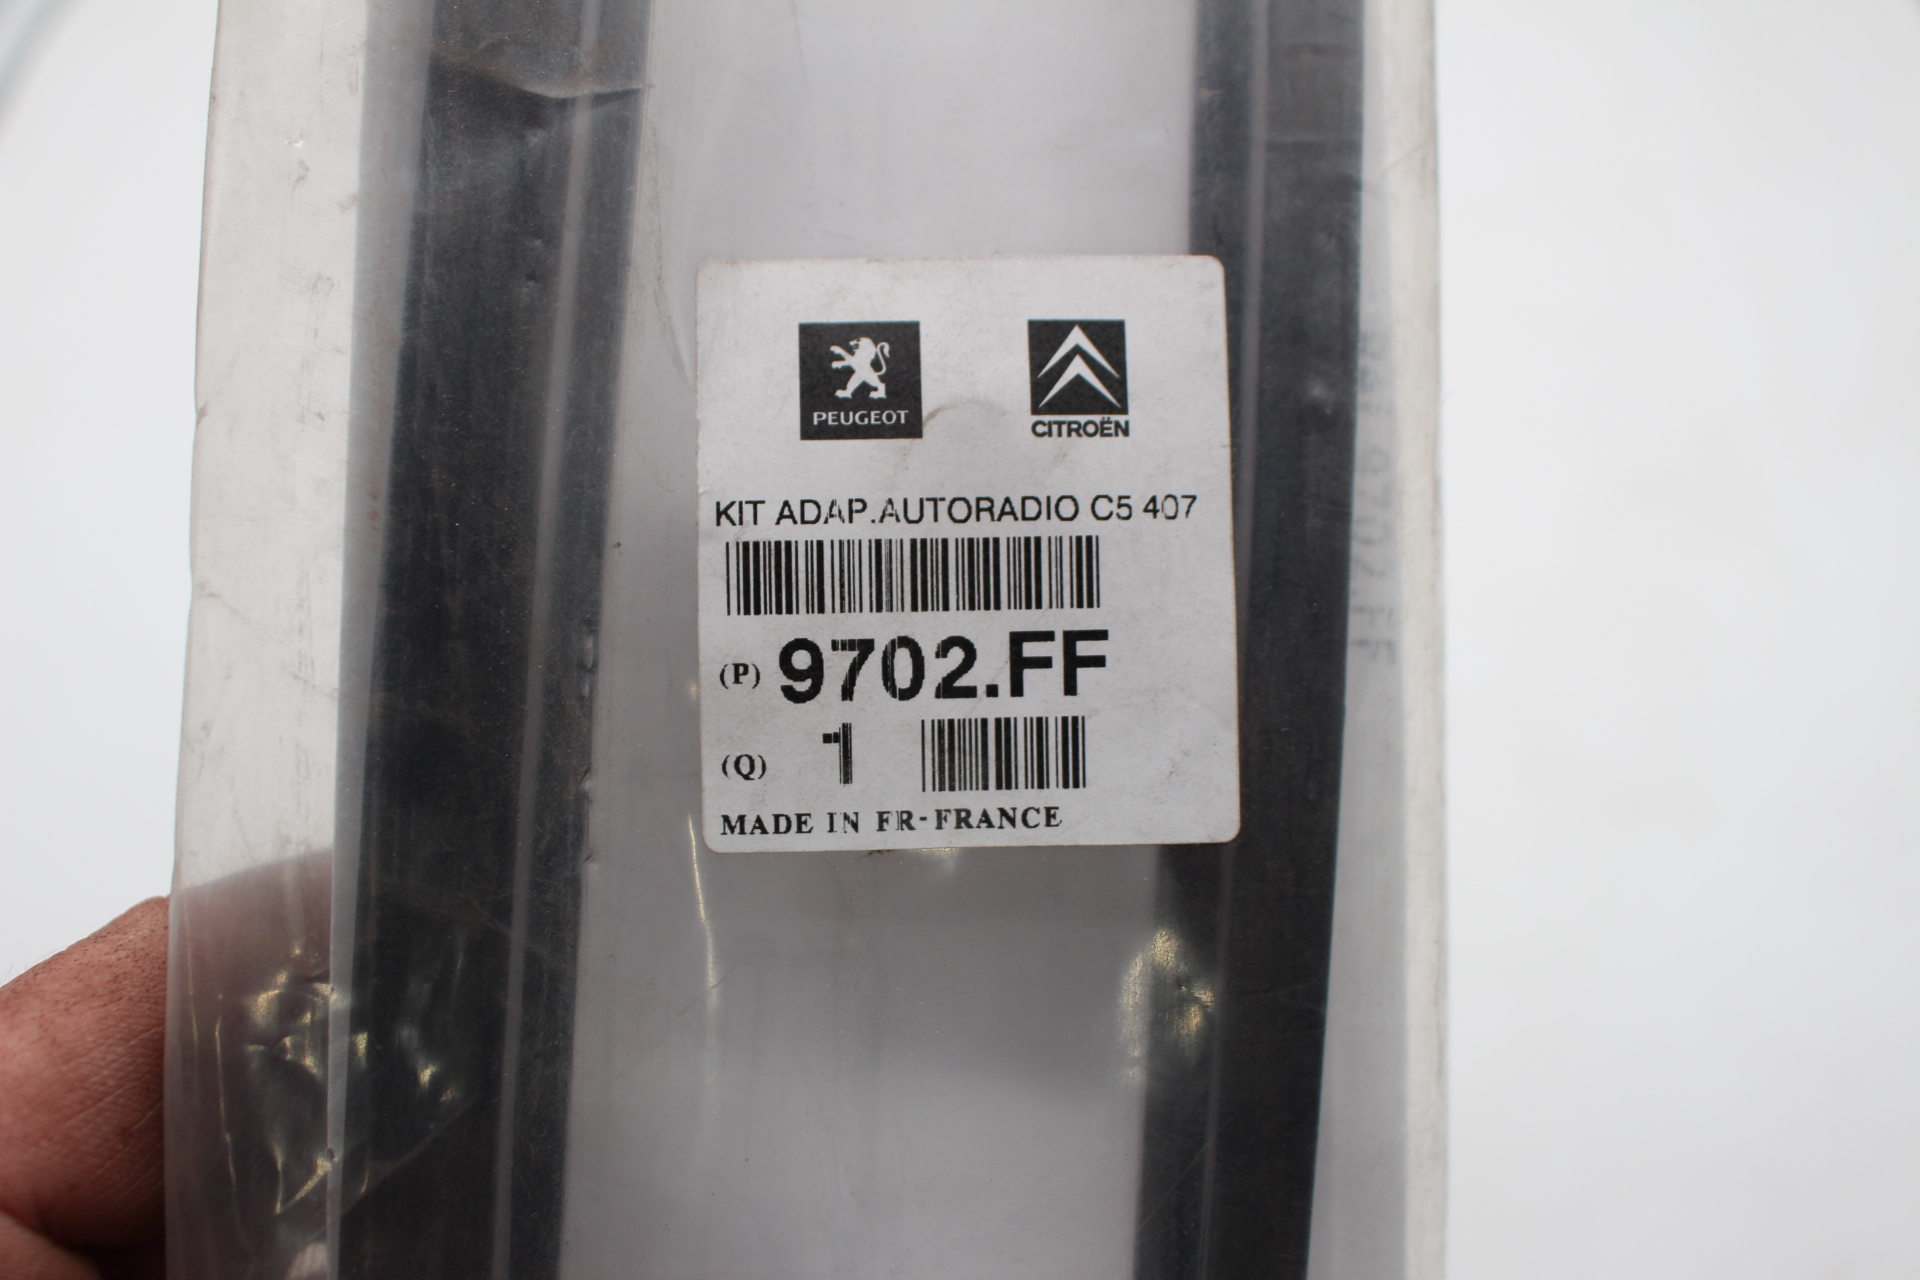 PEUGEOT
CITROËN
KIT ADAP.AUTORADIO C5 407
(P) 9702.FF
(Q) 1
MADE IN FR-FRANCE